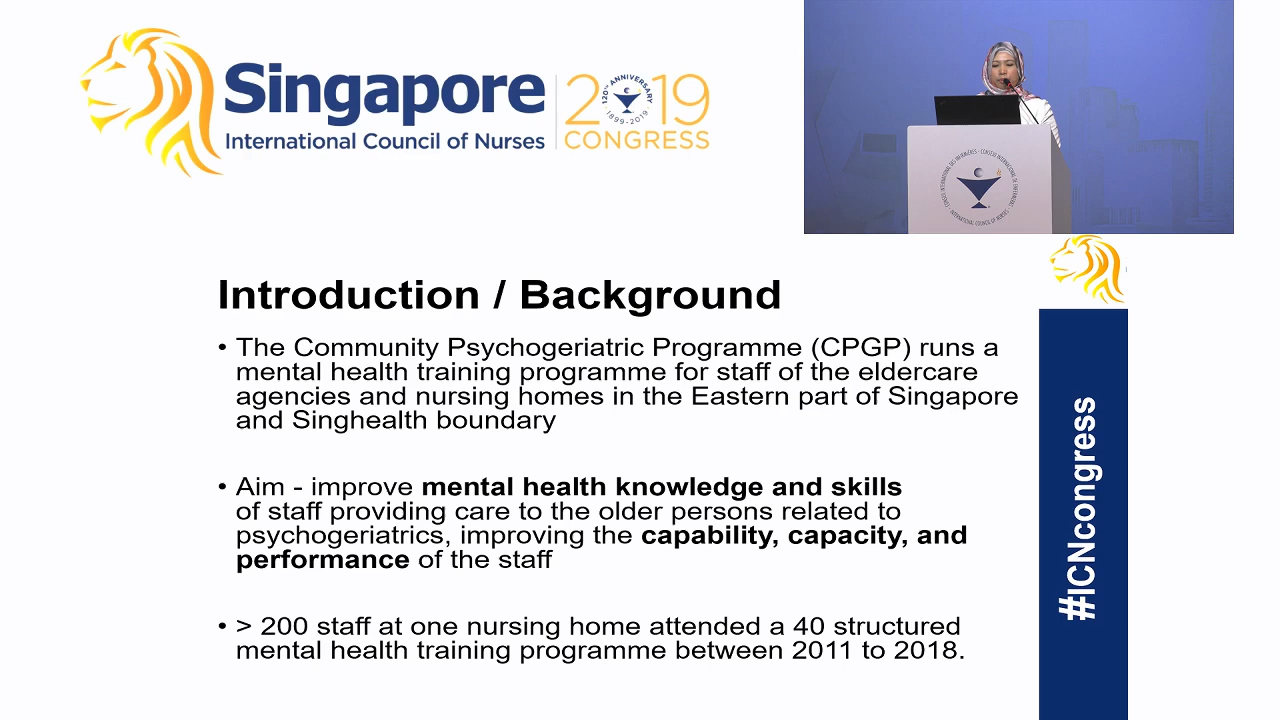 Singapore
International Council of Nurses
2019
CONGRESS
120TH ANNIVERSARY
1899-2019
Introduction / Background
• The Community Psychogeriatric Programme (CPGP) runs a
mental health training programme for staff of the eldercare
agencies and nursing homes in the Eastern part of Singapore
and Singhealth boundary
• Aim - improve mental health knowledge and skills
of staff providing care to the older persons related to
psychogeriatrics, improving the capability, capacity, and
performance of the staff
• > 200 staff at one nursing home attended a 40 structured
mental health training programme between 2011 to 2018.
#ICNcongress